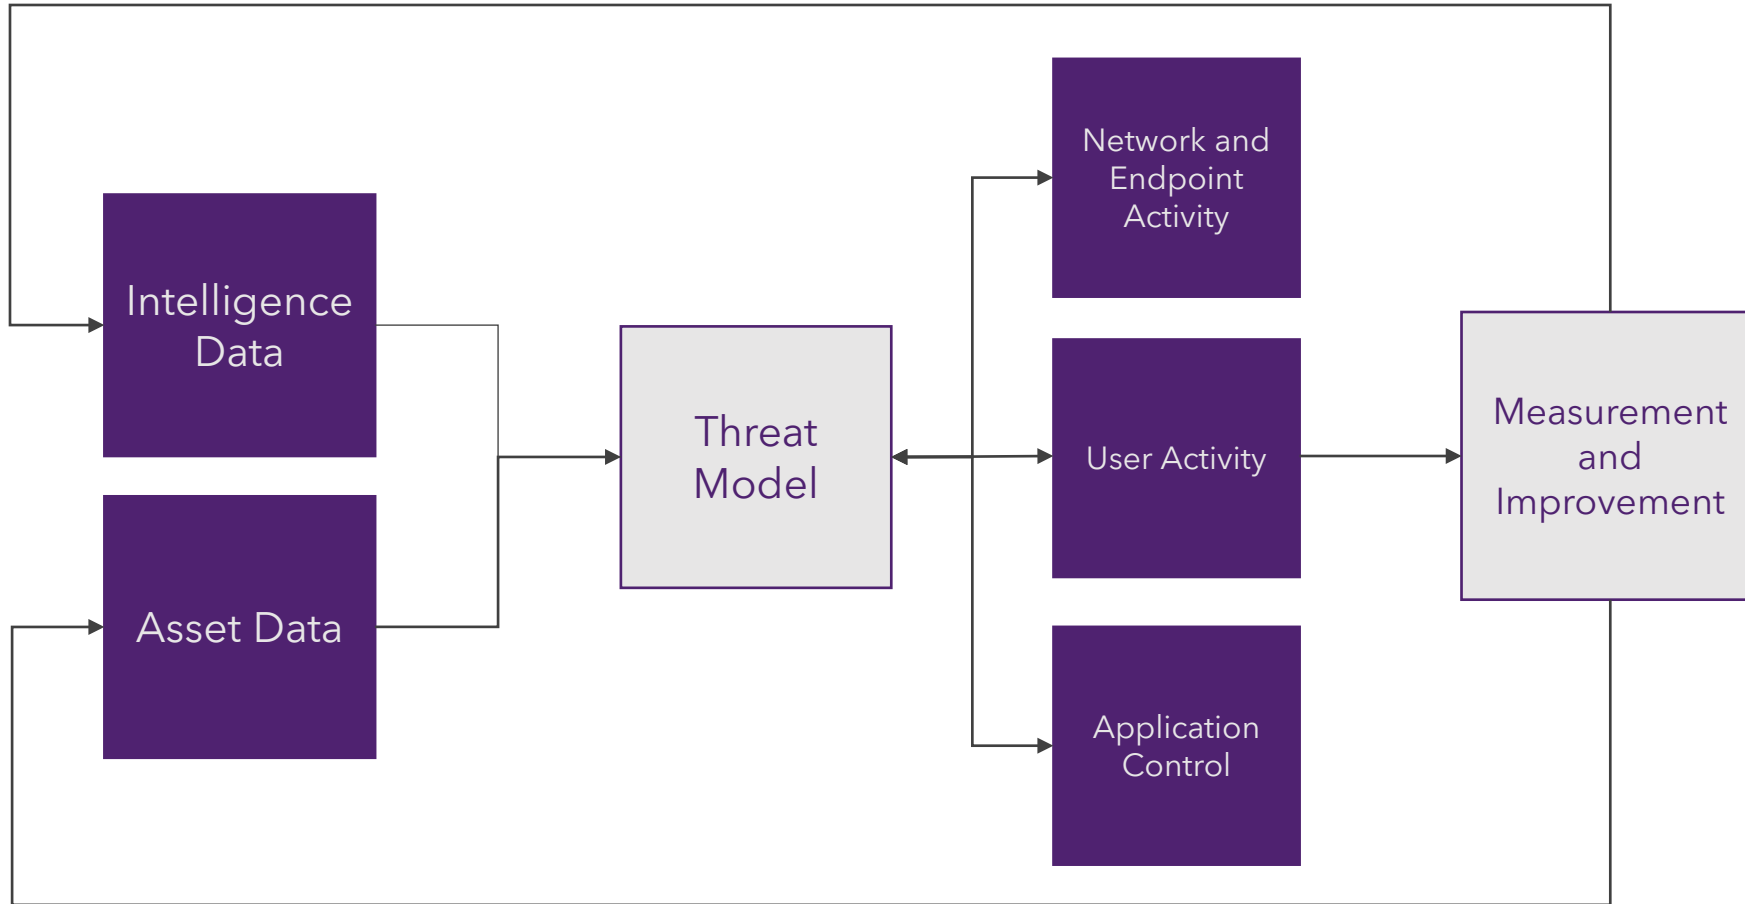 Intelligence
Data
Asset Data
Threat
Model
Network and
Endpoint
Activity
User Activity
Application
Control
Measurement
and
Improvement